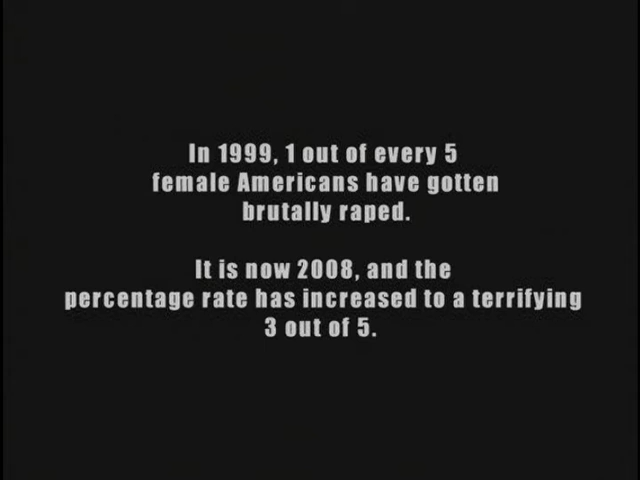 In 1999, 1 out of every 5
female Americans have gotten
brutally raped.
It is now 2008, and the
percentage rate has increased to a terrifying
3 out of 5.